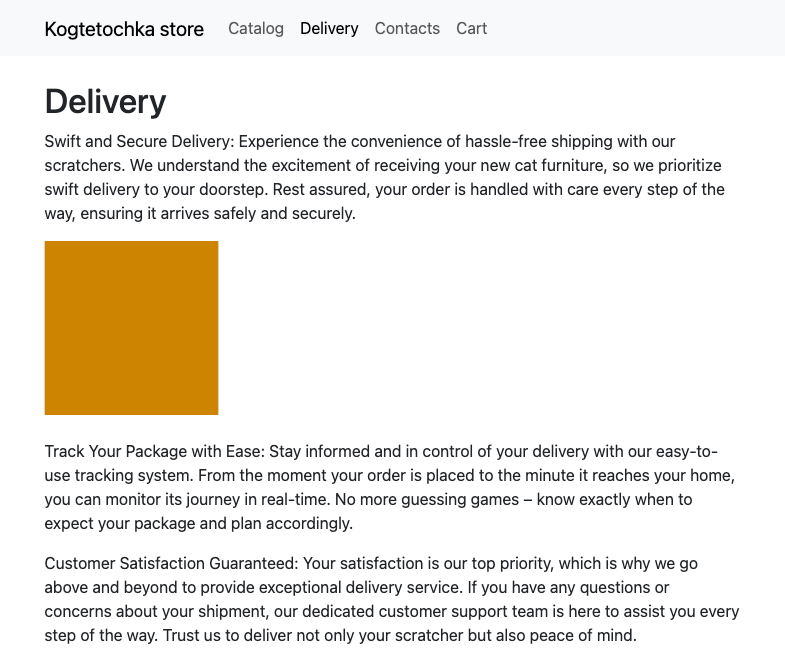 Kogtetochka store Catalog Delivery Contacts Cart
Delivery
Swift and Secure Delivery: Experience the convenience of hassle-free shipping with our
scratchers. We understand the excitement of receiving your new cat furniture, so we prioritize
swift delivery to your doorstep. Rest assured, your order is handled with care every step of the
way, ensuring it arrives safely and securely.
Track Your Package with Ease: Stay informed and in control of your delivery with our easy-to-
use tracking system. From the moment your order is placed to the minute it reaches your home,
you can monitor its journey in real-time. No more guessing games – know exactly when to
expect your package and plan accordingly.
Customer Satisfaction Guaranteed: Your satisfaction is our top priority, which is why we go
above and beyond to provide exceptional delivery service. If you have any questions or
concerns about your shipment, our dedicated customer support team is here to assist you every
step of the way. Trust us to deliver not only your scratcher but also peace of mind.